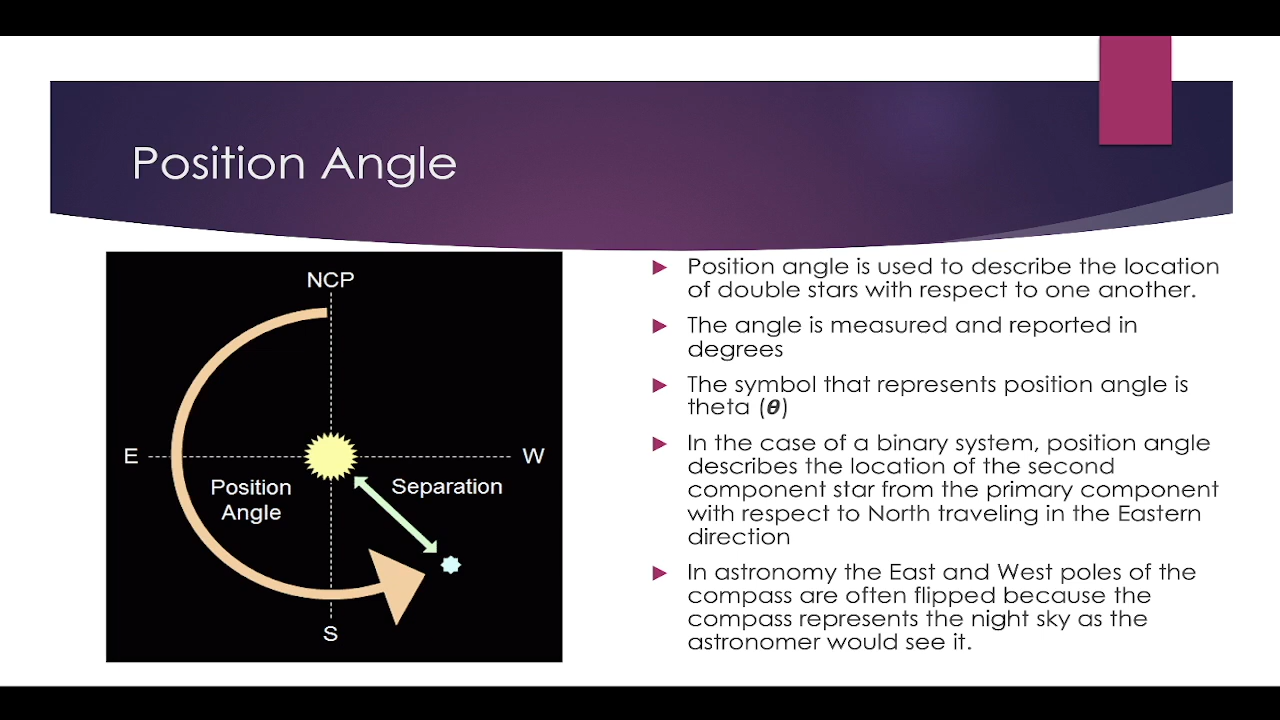 Position Angle
NCP
E
W
Position
Angle
Separation
S
Position angle is used to describe the location
of double stars with respect to one another.
The angle is measured and reported in
degrees
The symbol that represents position angle is
theta (θ)
In the case of a binary system, position angle
describes the location of the second
component star from the primary component
with respect to North traveling in the Eastern
direction
In astronomy the East and West poles of the
compass are often flipped because the
compass represents the night sky as the
astronomer would see it.